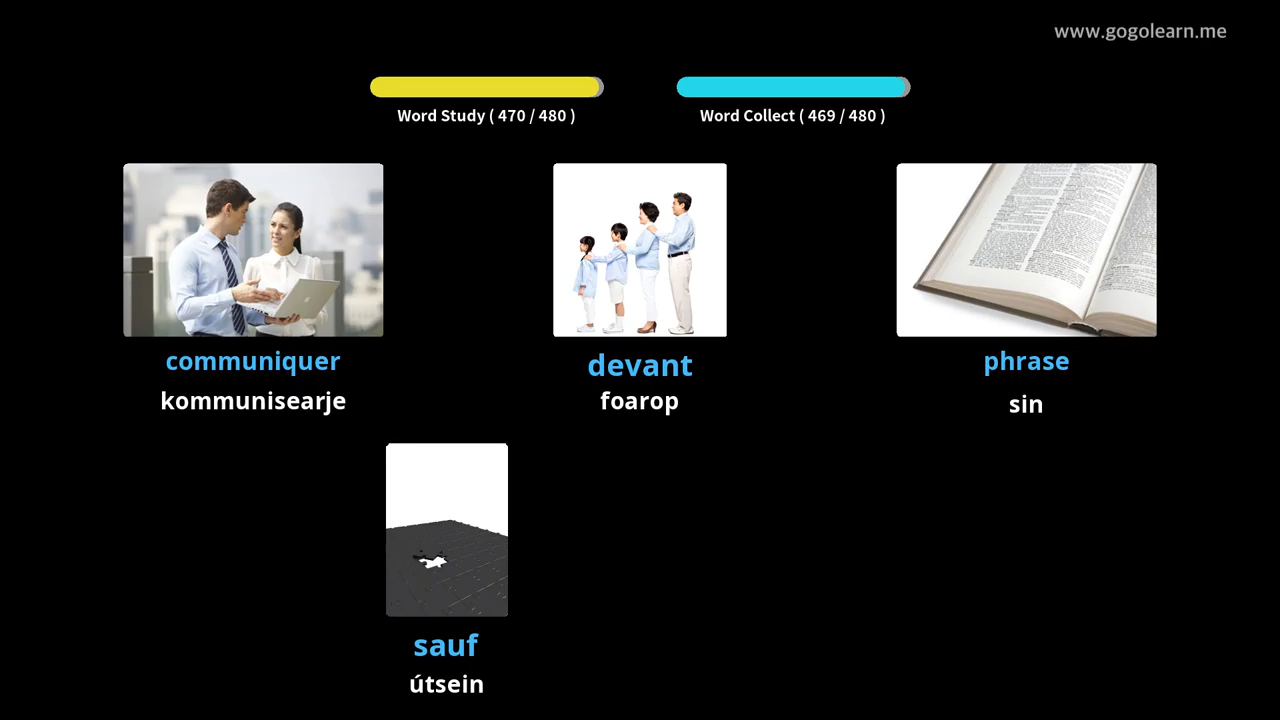 www.gogolearn.me
Word Study ( 470 / 480 )
Word Collect ( 469 / 480 )
communiquer
kommunisearje
devant
foarop
phrase
sin
sauf
útsein